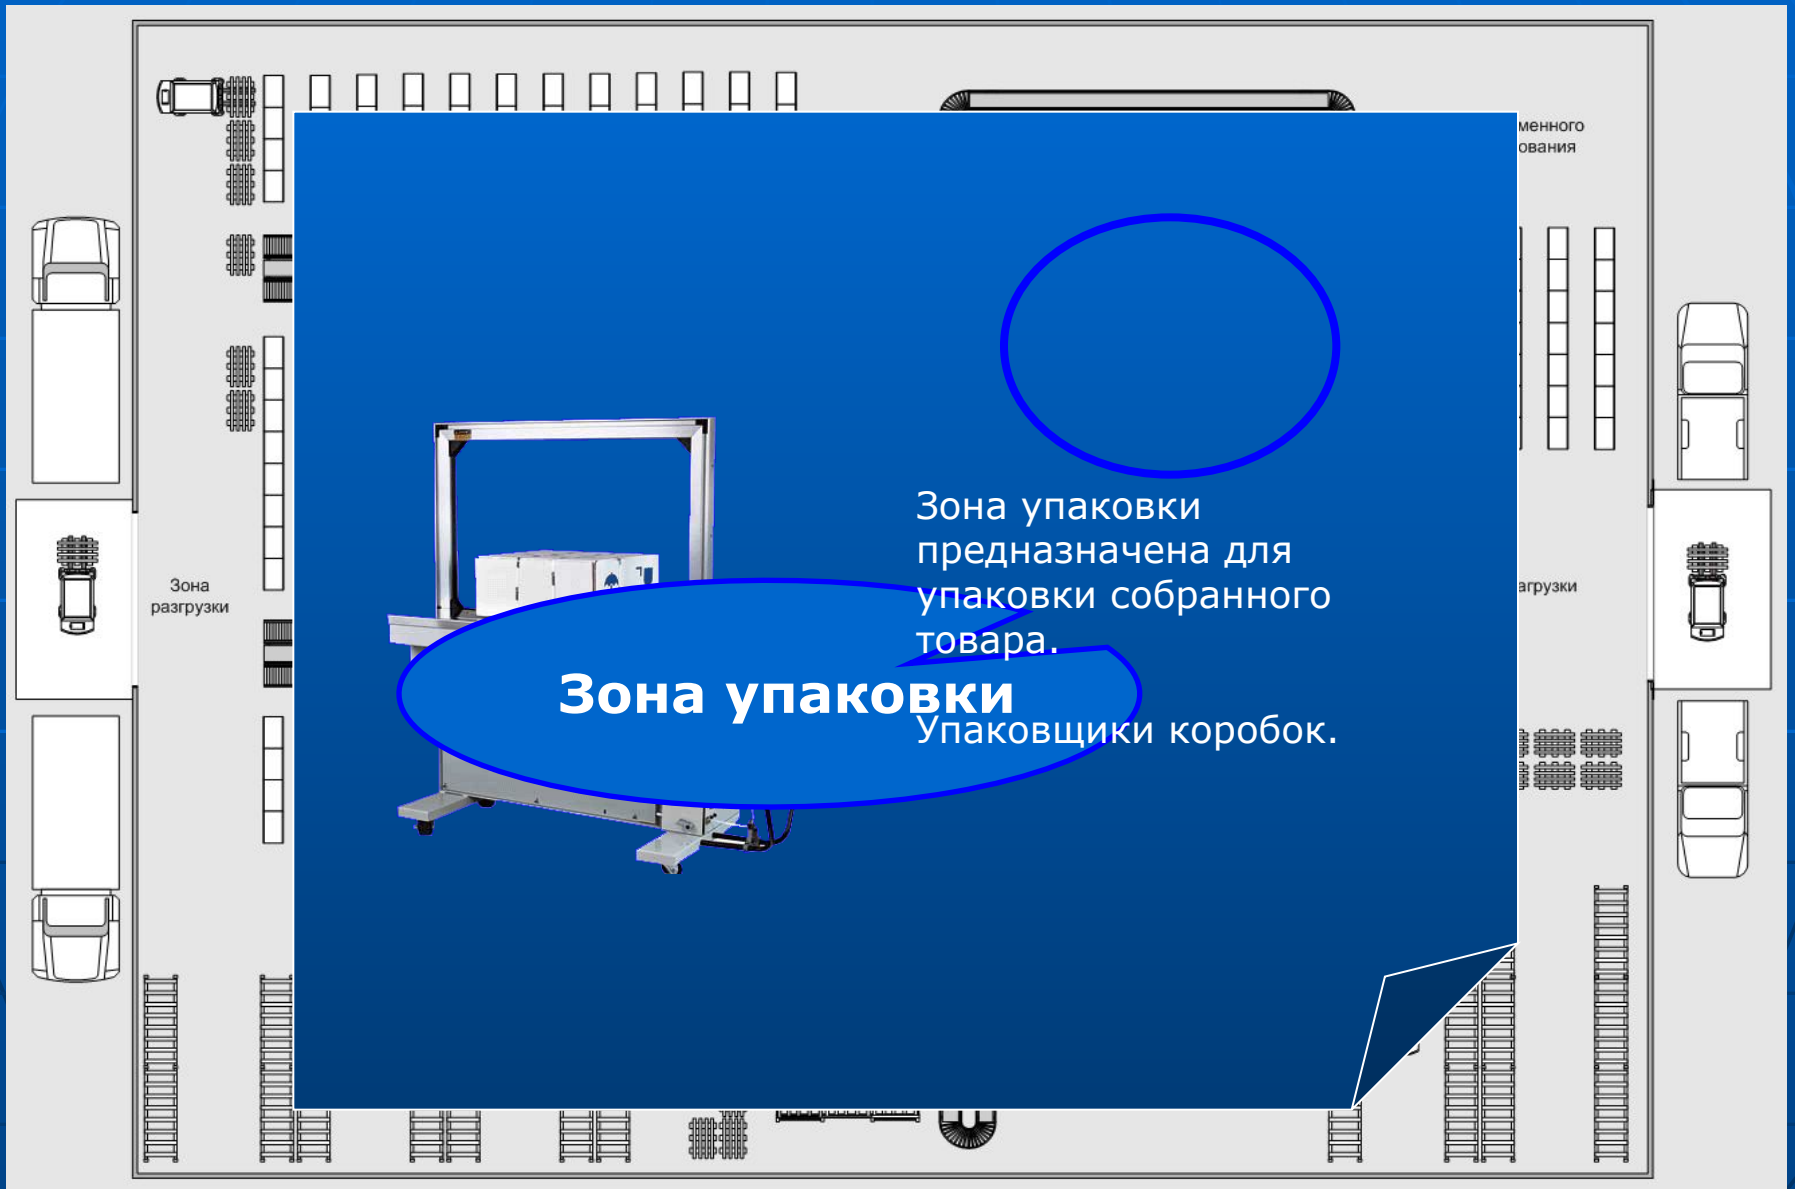 менного
ования
Зона упаковки
предназначена для
упаковки собранного
товара.
Зона
разгрузки
агрузки
Зона упаковки
Упаковщики коробок.